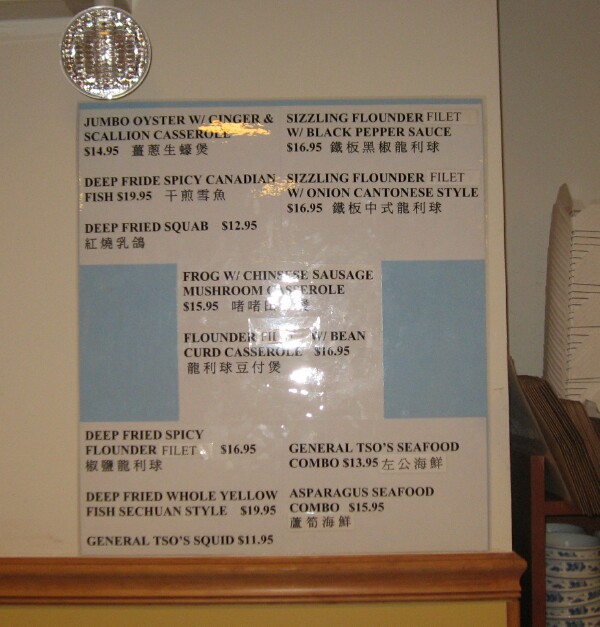 JUMBO OYSTER W/ GINGER &
SCALLION CASSEROLE
$14.95 薑蔥生蠔煲
DEEP FRIDE SPICY CANADIAN
FISH $19.95 干煎雪魚
DEEP FRIED SQUAB $12.95
紅燒乳鴿
SIZZLING FLOUNDER FILET
W/ BLACK PEPPER SAUCE
$16.95 鐵板黑椒龍利球
SIZZLING FLOUNDER FILET
W/ ONION CANTONESE STYLE
$16.95 鐵板中式龍利球
FROG W/ CHINSESE SAUSAGE
MUSHROOM CASSEROLE
$15.95 啫啫
FLOUNDER W/ BEAN
CURD CASSEROLE $16.95
龍利球豆付煲
DEEP FRIED SPICY
FLOUNDER FILET $16.95
椒鹽龍利球
DEEP FRIED WHOLE YELLOW
FISH SECHUAN STYLE $19.95
GENERAL TSO'S SQUID $11.95
GENERAL TSO'S SEAFOOD
COMBO $13.95 左公海鮮
ASPARAGUS SEAFOOD
COMBO $15.95
蘆筍海鮮